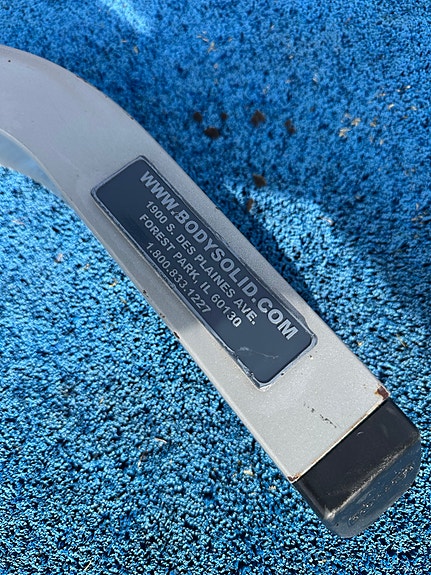 WWW.BODYSOLID.COM
1900 S. DES PLAINES AVE.
FOREST PARK, IL 60130
1.800.833.1227